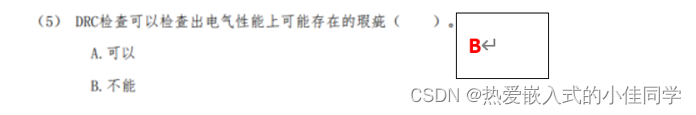 （5） DRC检查可以检查出电气性能上可能存在的瑕疵（　　）。 B↵
A.可以
B.不能
CSDN @热爱嵌入式的小佳同学